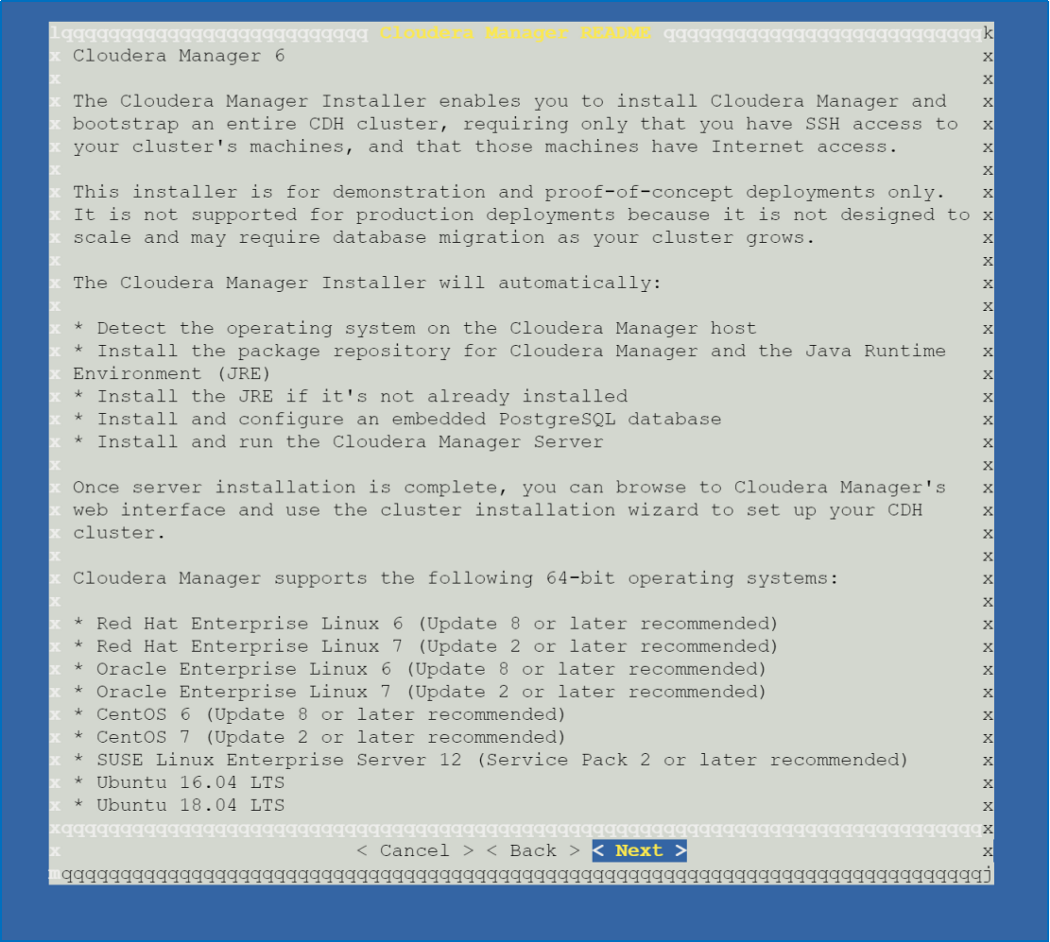 Cloudera Manager README
Cloudera Manager 6
The Cloudera Manager Installer enables you to install Cloudera Manager and
bootstrap an entire CDH cluster, requiring only that you have SSH access to
your cluster's machines, and that those machines have Internet access.
This installer is for demonstration and proof-of-concept deployments only.
It is not supported for production deployments because it is not designed to
scale and may require database migration as your cluster grows.
The Cloudera Manager Installer will automatically:
* Detect the operating system on the Cloudera Manager host
* Install the package repository for Cloudera Manager and the Java Runtime
Environment (JRE)
* Install the JRE if it's not already installed
* Install and configure an embedded PostgreSQL database
* Install and run the Cloudera Manager Server
Once server installation is complete, you can browse to Cloudera Manager's
web interface and use the cluster installation wizard to set up your CDH
cluster.
Cloudera Manager supports the following 64-bit operating systems:
* Red Hat Enterprise Linux 6 (Update 8 or later recommended)
* Red Hat Enterprise Linux 7 (Update 2 or later recommended)
* Oracle Enterprise Linux 6 (Update 8 or later recommended)
* Oracle Enterprise Linux 7 (Update 2 or later recommended)
* CentOS 6 (Update 8 or later recommended)
* CentOS 7 (Update 2 or later recommended)
* SUSE Linux Enterprise Server 12 (Service Pack 2 or later recommended)
* Ubuntu 16.04 LTS
* Ubuntu 18.04 LTS
< Cancel > < Back > < Next >